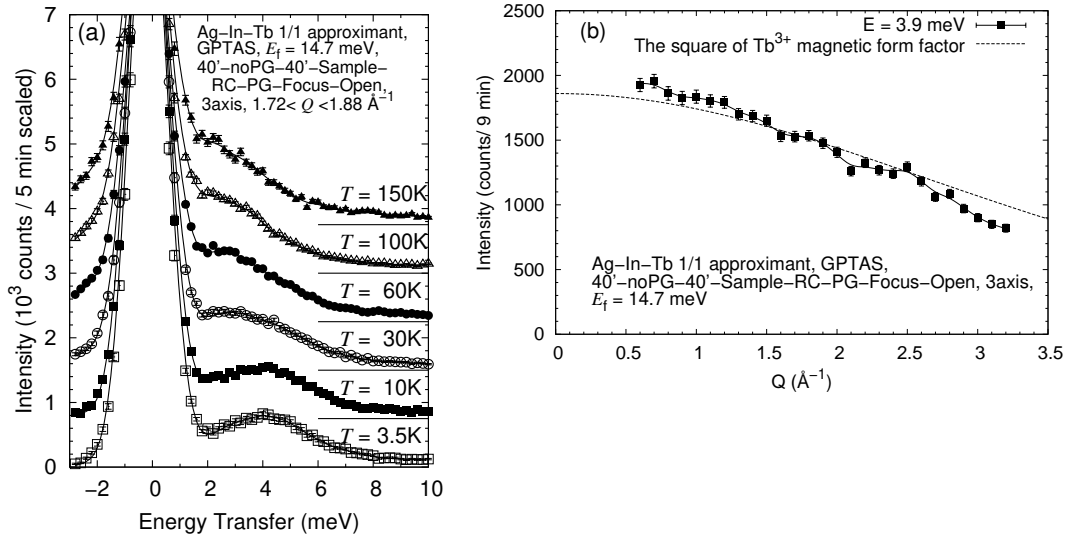 (a)
Ag–In–Tb 1/1 approximant,
GPTAS, E_f = 14.7 meV,
40'–noPG–40'–Sample–
RC–PG–Focus–Open,
3axis, 1.72< Q <1.88 Å⁻¹
T = 150K
T = 100K
T = 60K
T = 30K
T = 10K
T = 3.5K
7
6
5
4
3
2
1
0
Intensity (10³ counts / 5 min scaled)
−2 0 2 4 6 8 10
Energy Transfer (meV)
(b)
E = 3.9 meV
The square of Tb³⁺ magnetic form factor
2500
2000
1500
1000
500
0
Intensity (counts/ 9 min)
Ag-In-Tb 1/1 approximant, GPTAS,
40'–noPG–40'–Sample–RC–PG–Focus–Open, 3axis,
E_f = 14.7 meV
0 0.5 1 1.5 2 2.5 3 3.5
Q (Å⁻¹)